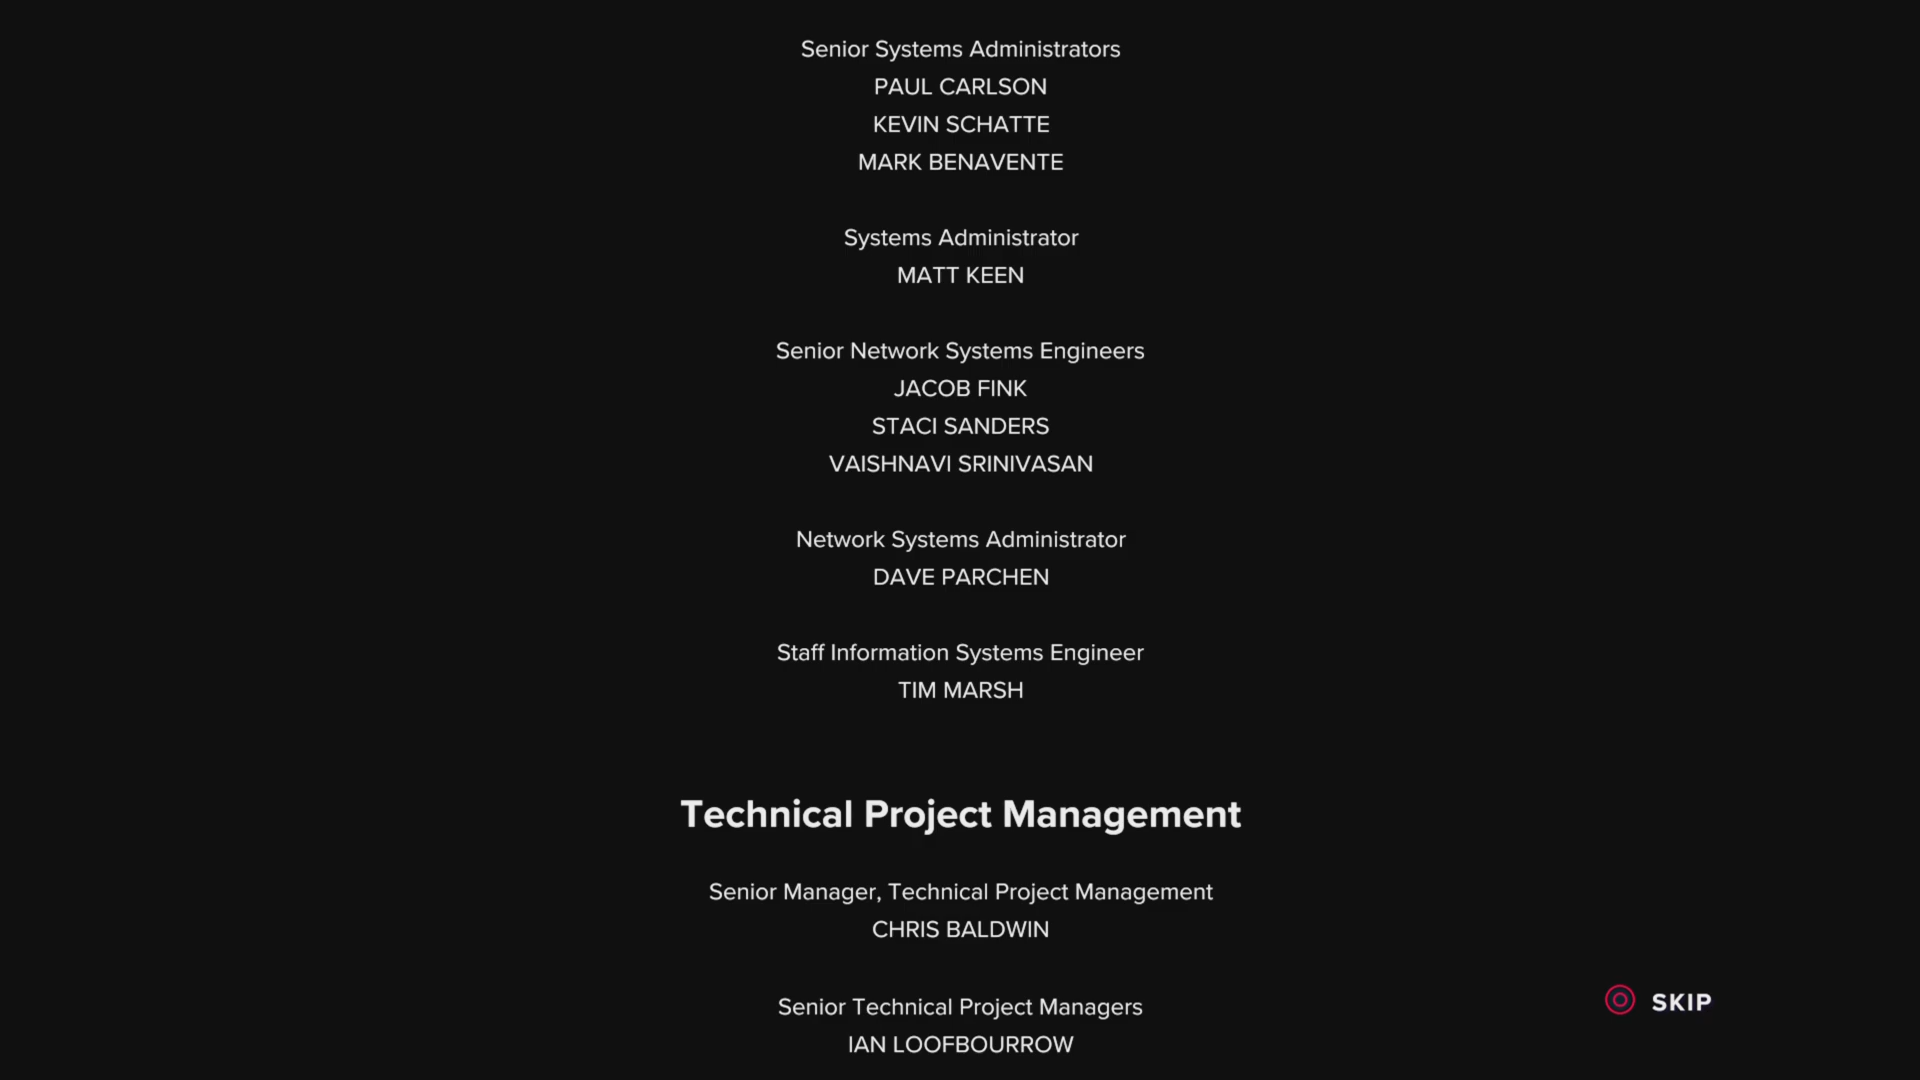 Senior Systems Administrators
PAUL CARLSON
KEVIN SCHATTE
MARK BENAVENTE
Systems Administrator
MATT KEEN
Senior Network Systems Engineers
JACOB FINK
STACI SANDERS
VAISHNAVI SRINIVASAN
Network Systems Administrator
DAVE PARCHEN
Staff Information Systems Engineer
TIM MARSH
Technical Project Management
Senior Manager, Technical Project Management
CHRIS BALDWIN
Senior Technical Project Managers
IAN LOOFBOURROW
SKIP